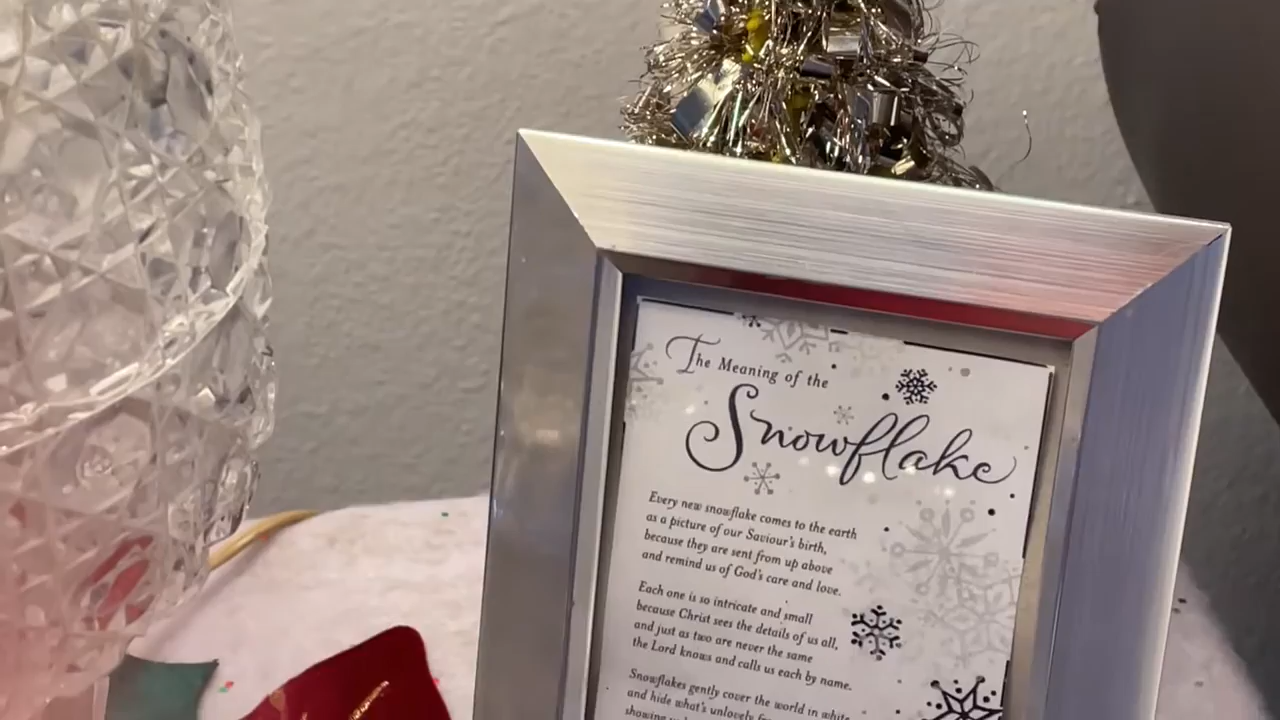 The Meaning of the
Snowflake
Every new snowflake comes to the earth
as a picture of our Saviour's birth,
because they are sent from up above
and remind us of God's care and love.
Each one is so intricate and small
because Christ sees the details of us all,
and just as two are never the same
the Lord knows and calls us each by name.
Snowflakes gently cover the world in white
and hide what's unlovely
showing